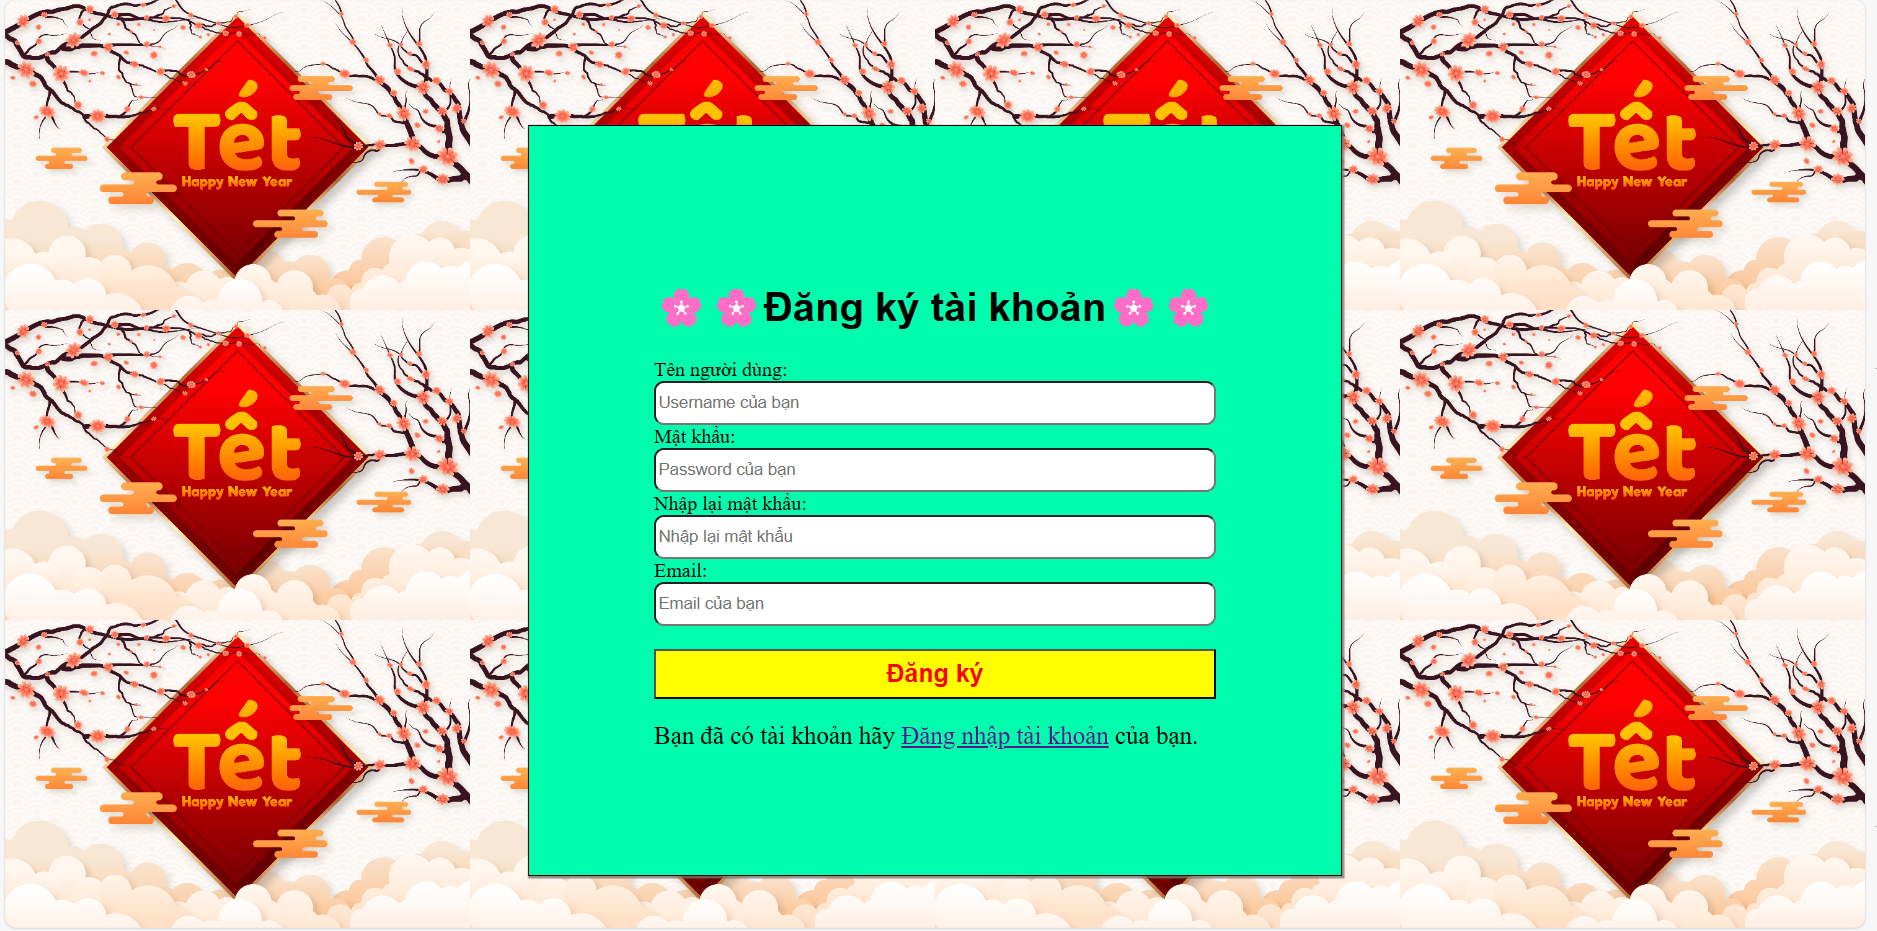 Tết
Happy New Year
Tết
Happy New Year
🌸 🌸Đăng ký tài khoản🌸 🌸
Tên người dùng:
Username của bạn
Mật khẩu:
Password của bạn
Nhập lại mật khẩu:
Nhập lại mật khẩu
Email:
Email của bạn
Đăng ký
Bạn đã có tài khoản hãy Đăng nhập tài khoản của bạn.
Tết
Happy New Year
Tết
Happy New Year
Tết
Happy New Year
Tết
Happy New Year